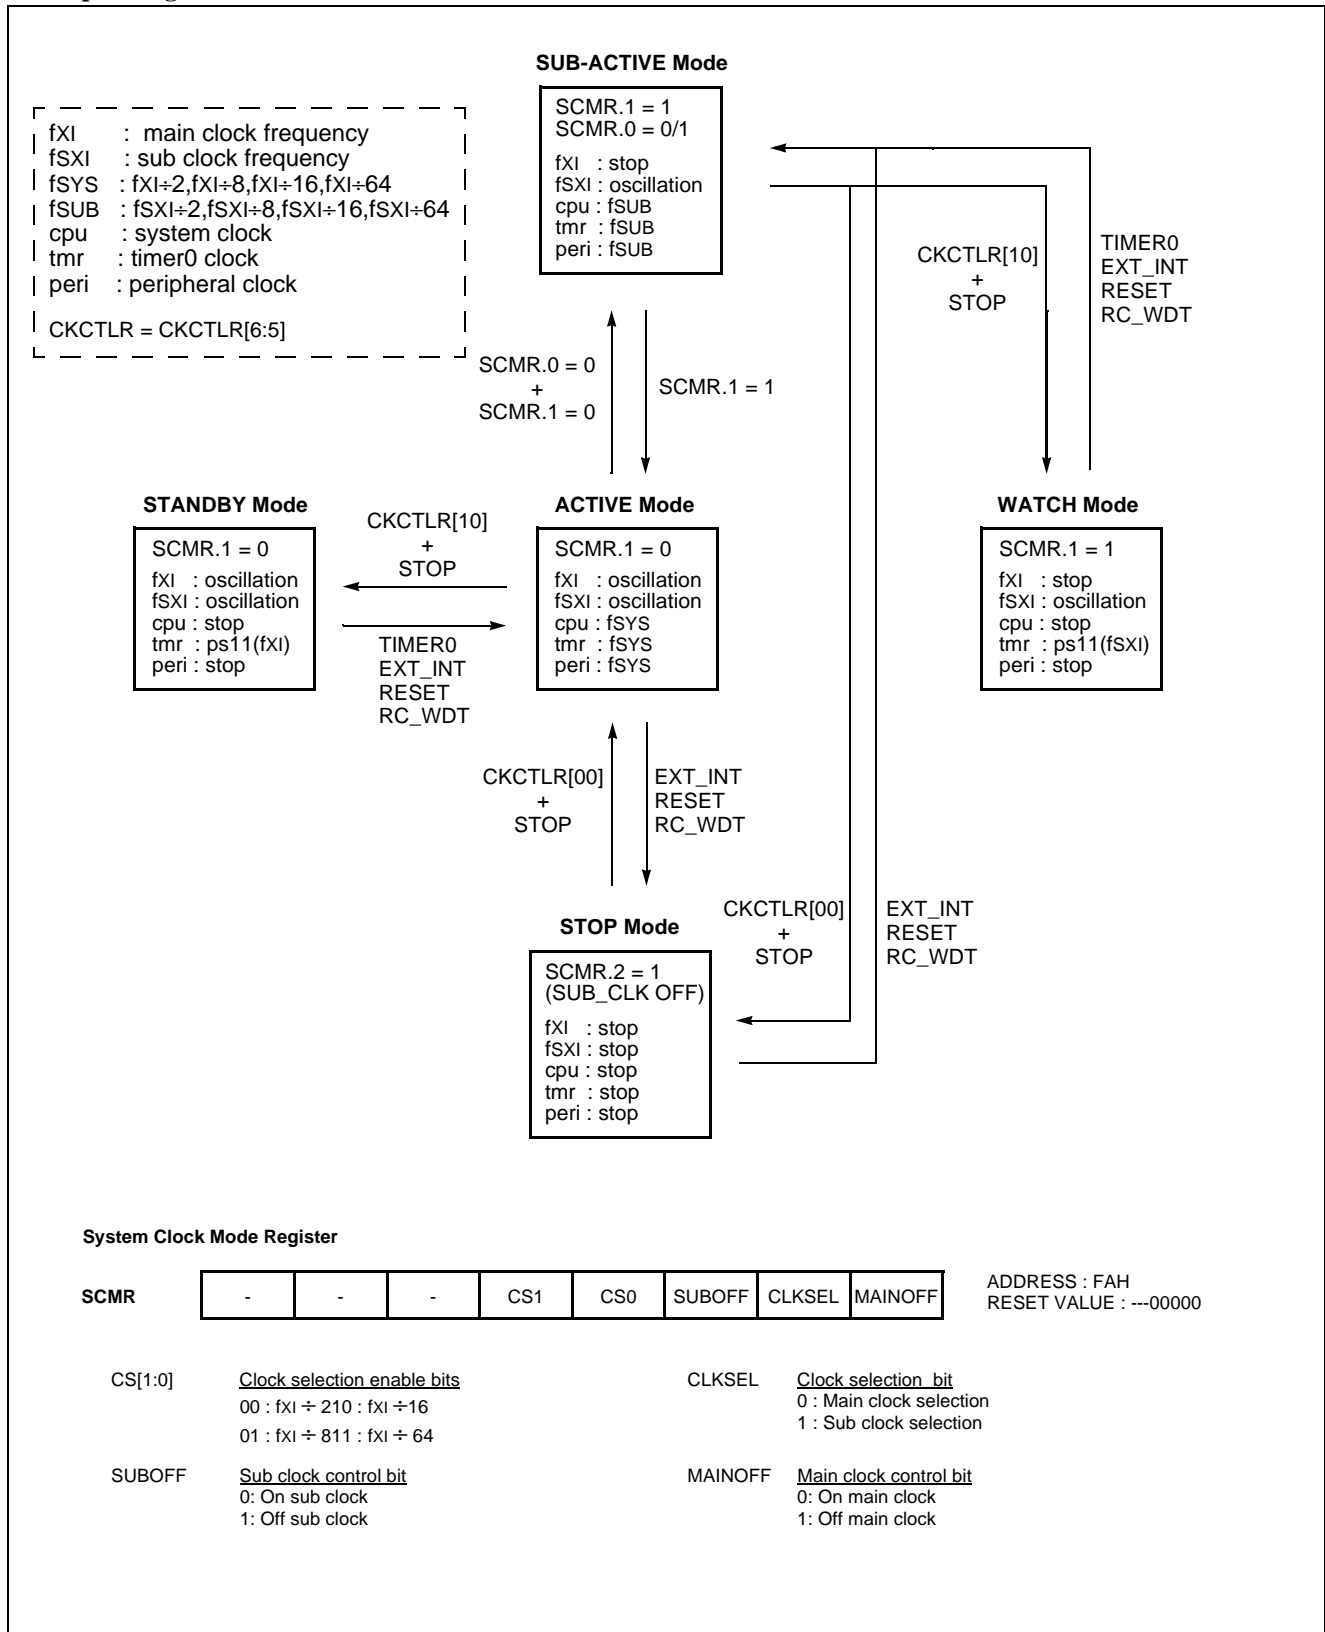 SUB-ACTIVE Mode
SCMR.1 = 1
SCMR.0 = 0/1
fXI : stop
fSXI : oscillation
cpu : fSUB
tmr : fSUB
peri : fSUB
fXI : main clock frequency
fSXI : sub clock frequency
fSYS : fXI÷2,fXI÷8,fXI÷16,fXI÷64
fSUB : fSXI÷2,fSXI÷8,fSXI÷16,fSXI÷64
cpu : system clock
tmr : timer0 clock
peri : peripheral clock
CKCTLR = CKCTLR[6:5]
CKCTLR[10]
+
STOP
TIMER0
EXT_INT
RESET
RC_WDT
SCMR.0 = 0
+
SCMR.1 = 0
SCMR.1 = 1
STANDBY Mode
SCMR.1 = 0
fXI : oscillation
fSXI : oscillation
cpu : stop
tmr : ps11(fXI)
peri : stop
CKCTLR[10]
+
STOP
TIMER0
EXT_INT
RESET
RC_WDT
ACTIVE Mode
SCMR.1 = 0
fXI : oscillation
fSXI : oscillation
cpu : fSYS
tmr : fSYS
peri : fSYS
WATCH Mode
SCMR.1 = 1
fXI : stop
fSXI : oscillation
cpu : stop
tmr : ps11(fSXI)
peri : stop
CKCTLR[00]
+
STOP
EXT_INT
RESET
RC_WDT
STOP Mode
SCMR.2 = 1
(SUB_CLK OFF)
fXI : stop
fSXI : stop
cpu : stop
tmr : stop
peri : stop
CKCTLR[00]
+
STOP
EXT_INT
RESET
RC_WDT
System Clock Mode Register
SCMR - - - CS1 CS0 SUBOFF CLKSEL MAINOFF
ADDRESS : FAH
RESET VALUE : ---00000
CS[1:0] Clock selection enable bits
00 : fXI ÷ 210 : fXI ÷16
01 : fXI ÷ 811 : fXI ÷ 64
CLKSEL Clock selection bit
0 : Main clock selection
1 : Sub clock selection
SUBOFF Sub clock control bit
0: On sub clock
1: Off sub clock
MAINOFF Main clock control bit
0: On main clock
1: Off main clock